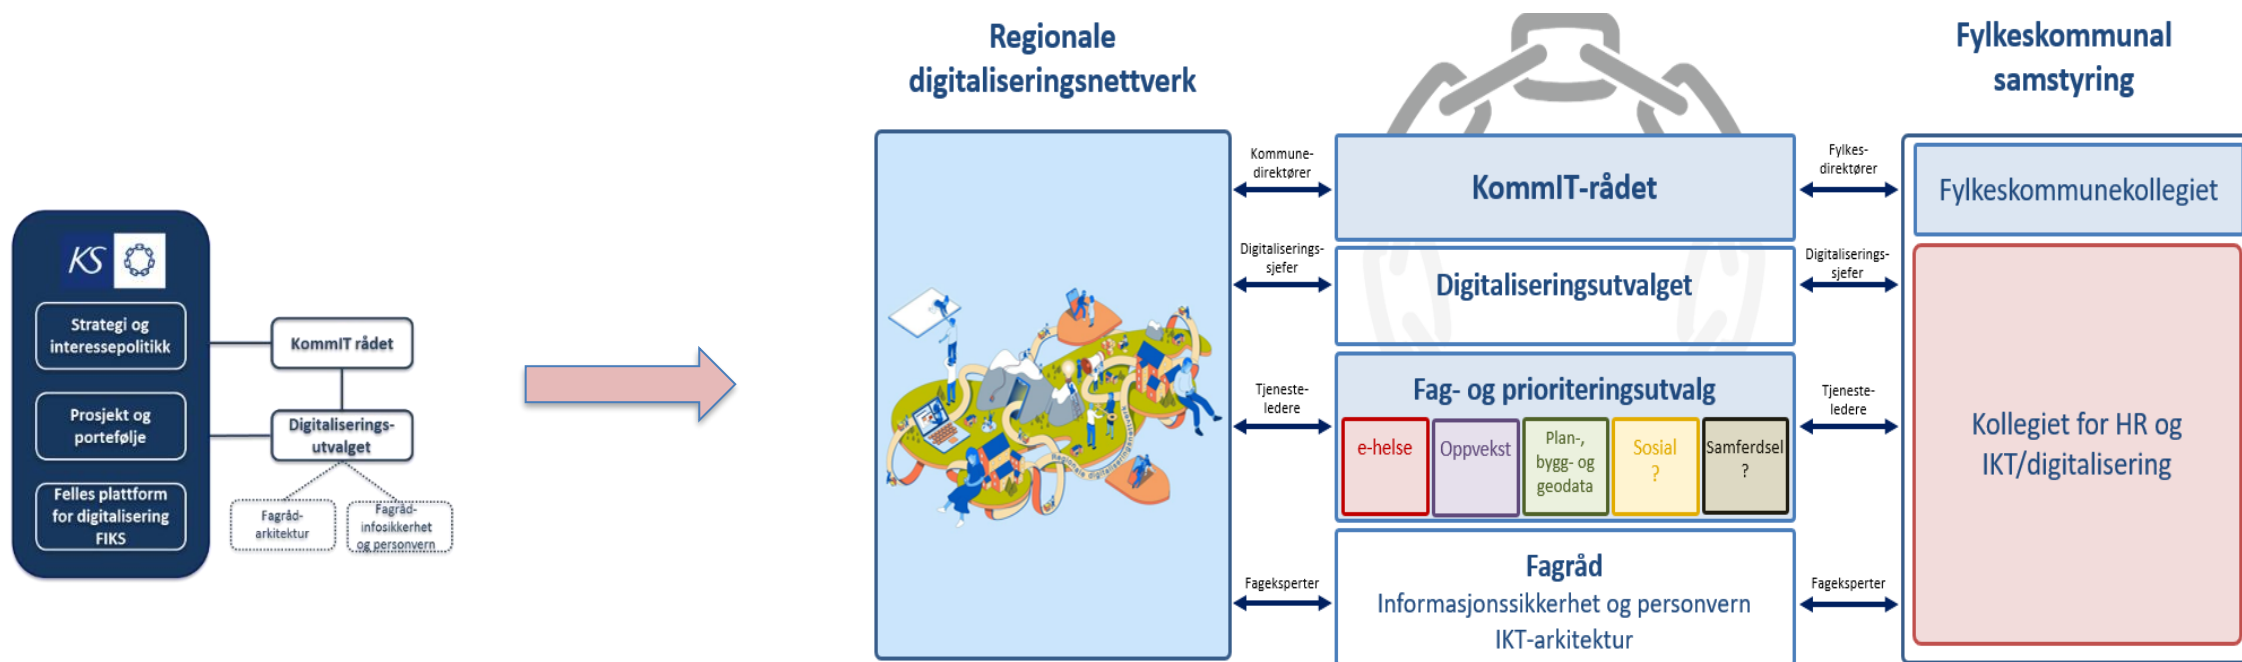 KS
Strategi og
interessepolitikk
Prosjekt og
portefølje
Felles plattform
for digitalisering
FIKS
KommIT rådet
Digitaliserings-
utvalget
Fagråd-
arkitektur
Fagråd-
infosikkerhet
og personvern
Regionale
digitaliseringsnettverk
Regionale digitaliseringsnettverk
Kommune-
direktører
Digitaliserings-
sjefer
Tjeneste-
ledere
Fageksperter
KommIT-rådet
Digitaliseringsutvalget
Fag- og prioriteringsutvalg
e-helse
Oppvekst
Plan-,
bygg- og
geodata
Sosial
?
Samferdsel
?
Fagråd
Informasjonssikkerhet og personvern
IKT-arkitektur
Fylkes-
direktører
Digitaliserings-
sjefer
Tjeneste-
ledere
Fageksperter
Fylkeskommunal
samstyring
Fylkeskommunekollegiet
Kollegiet for HR og
IKT/digitalisering